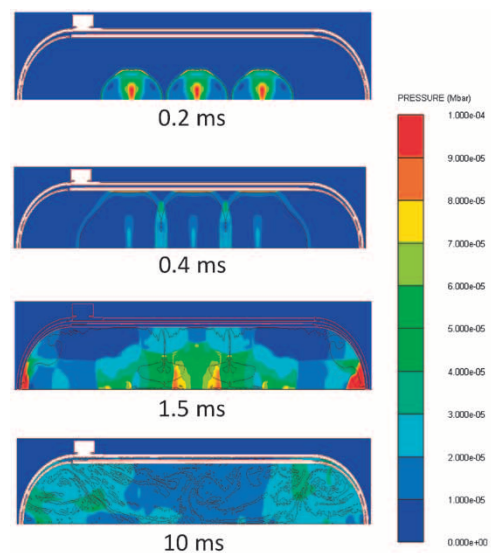 0.2 ms
0.4 ms
1.5 ms
10 ms
PRESSURE (Mbar)
1.000e-04
9.000e-05
8.000e-05
7.000e-05
6.000e-05
5.000e-05
4.000e-05
3.000e-05
2.000e-05
1.000e-05
0.000e+00